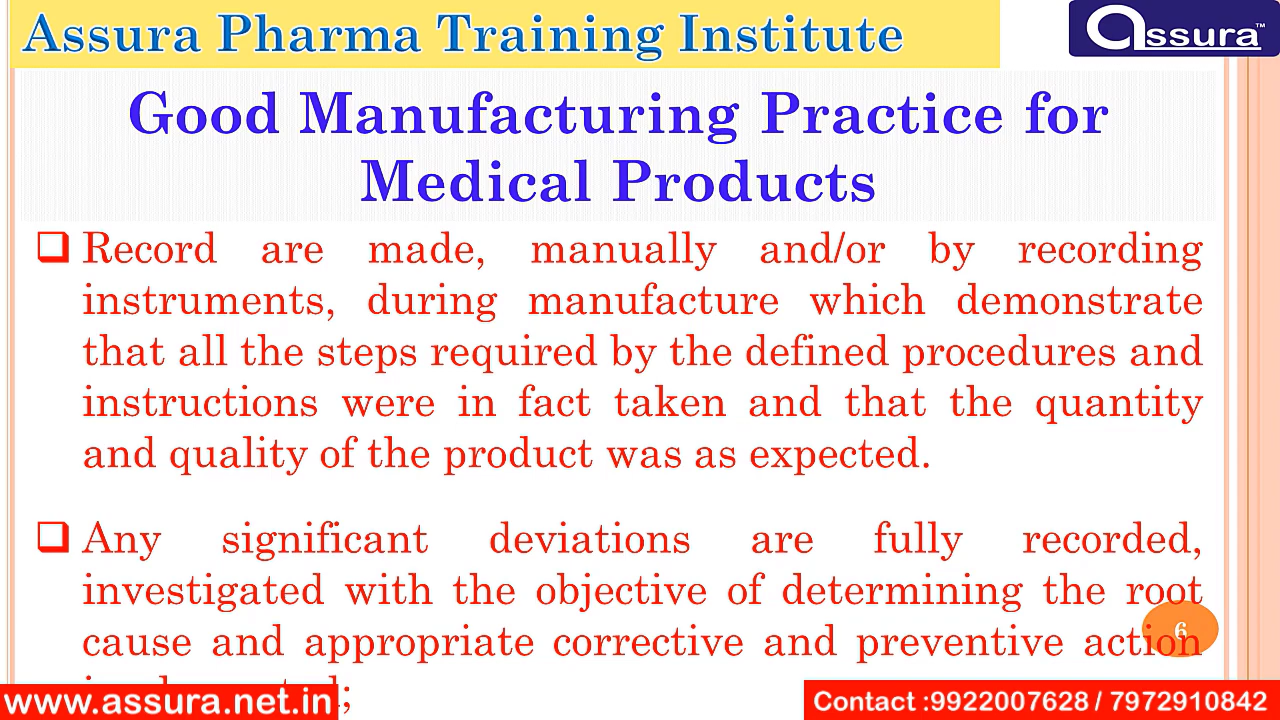 Assura Pharma Training Institute
assura™
Good Manufacturing Practice for
Medical Products
Record are made, manually and/or by recording
instruments, during manufacture which demonstrate
that all the steps required by the defined procedures and
instructions were in fact taken and that the quantity
and quality of the product was as expected.
Any significant deviations are fully recorded,
investigated with the objective of determining the root
cause and appropriate corrective and preventive action
6
www.assura.net.in
Contact :9922007628 / 7972910842